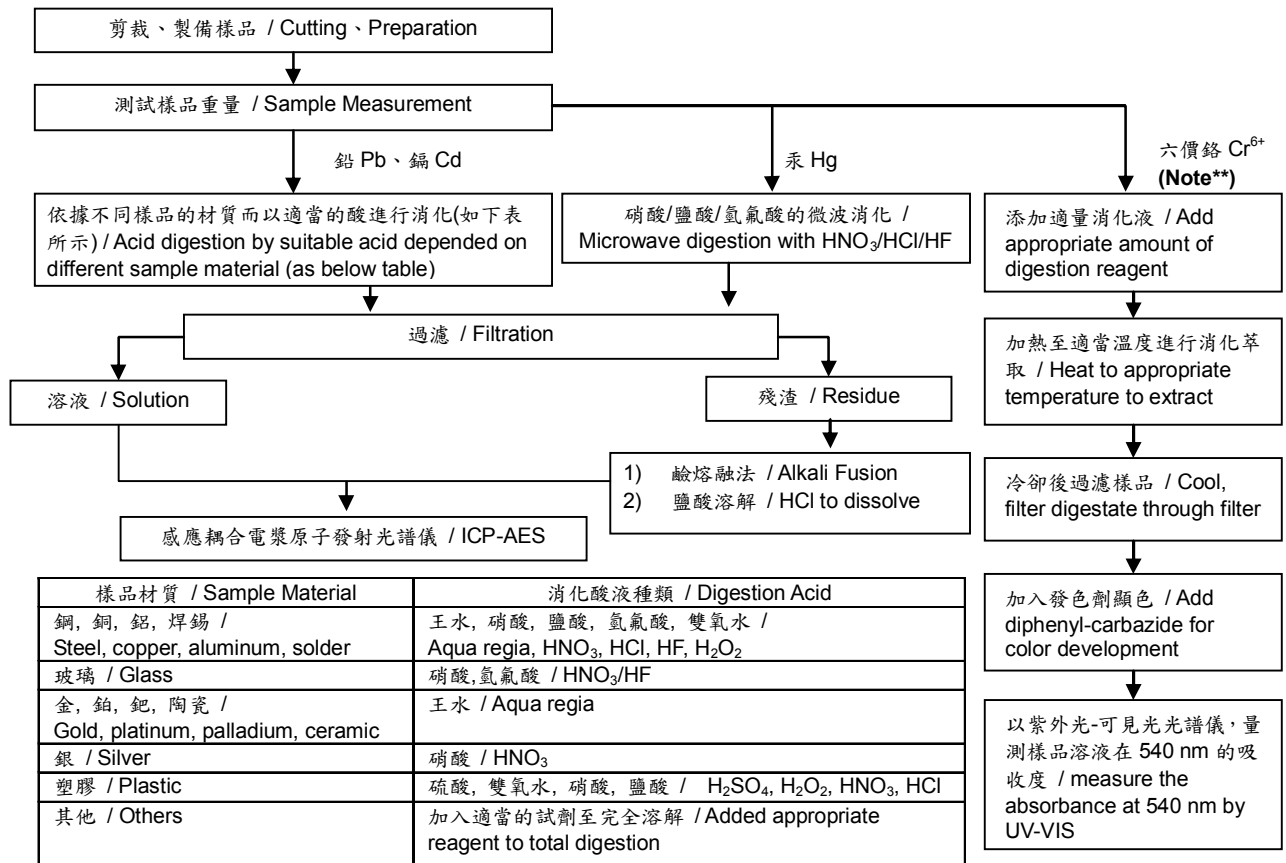 剪裁、製備樣品 / Cutting、Preparation
測試樣品重量 / Sample Measurement
鉛 Pb、鎘 Cd
汞 Hg
六價鉻 Cr⁶⁺
(Note**)
依據不同樣品的材質而以適當的酸進行消化(如下表
所示) / Acid digestion by suitable acid depended on
different sample material (as below table)
硝酸/鹽酸/氫氟酸的微波消化 /
Microwave digestion with HNO₃/HCl/HF
添加適量消化液 / Add
appropriate amount of
digestion reagent
過濾 / Filtration
加熱至適當溫度進行消化萃
取 / Heat to appropriate
temperature to extract
溶液 / Solution
殘渣 / Residue
1) 鹼熔融法 / Alkali Fusion
2) 鹽酸溶解 / HCl to dissolve
冷卻後過濾樣品 / Cool,
filter digestate through filter
感應耦合電漿原子發射光譜儀 / ICP-AES
加入發色劑顯色 / Add
diphenyl-carbazide for
color development
以紫外光-可見光光譜儀，量
測樣品溶液在 540 nm 的吸
收度 / measure the
absorbance at 540 nm by
UV-VIS
樣品材質 / Sample Material
消化酸液種類 / Digestion Acid
鋼, 銅, 鋁, 焊錫 /
Steel, copper, aluminum, solder
王水, 硝酸, 鹽酸, 氫氟酸, 雙氧水 /
Aqua regia, HNO₃, HCl, HF, H₂O₂
玻璃 / Glass
硝酸,氫氟酸 / HNO₃/HF
金, 鉑, 鈀, 陶瓷 /
Gold, platinum, palladium, ceramic
王水 / Aqua regia
銀 / Silver
硝酸 / HNO₃
塑膠 / Plastic
硫酸, 雙氧水, 硝酸, 鹽酸 / H₂SO₄, H₂O₂, HNO₃, HCl
其他 / Others
加入適當的試劑至完全溶解 / Added appropriate
reagent to total digestion